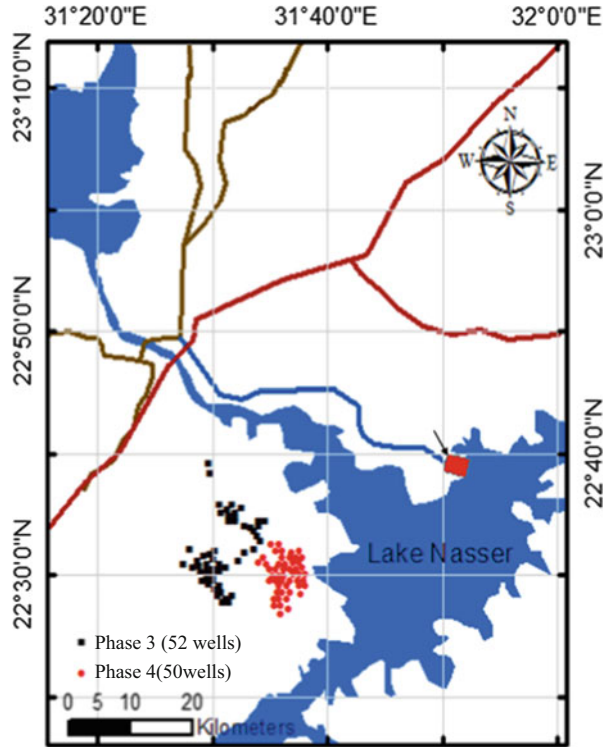 31°20'0"E 31°40'0"E 32°0'0"E
23°10'0"N
N
W E
S
23°0'0"N
22°50'0"N
22°40'0"N
Lake Nasser
22°30'0"N
Phase 3 (52 wells)
Phase 4(50wells)
0 5 10 20
Kilometers